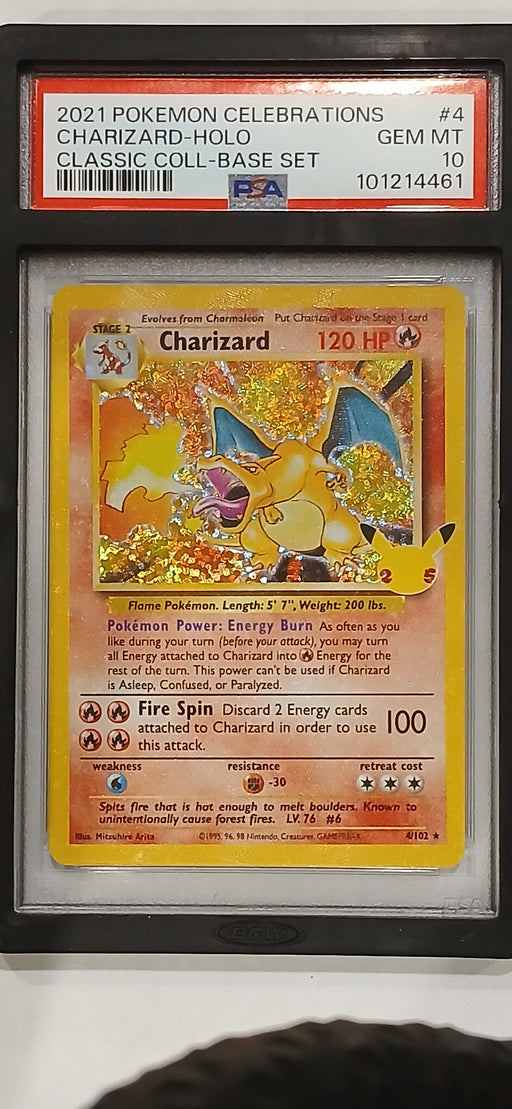 2021 POKEMON CELEBRATIONS #4
CHARIZARD-HOLO GEM MT
CLASSIC COLL-BASE SET 10
PSA 101214461
Evolves from Charmeleon Put Charizard on the Stage 1 card
STAGE 2
Charizard 120 HP
2 5
Flame Pokémon. Length: 5' 7", Weight: 200 lbs.
Pokémon Power: Energy Burn As often as you
like during your turn (before your attack), you may turn
all Energy attached to Charizard into Energy for the
rest of the turn. This power can't be used if Charizard
is Asleep, Confused, or Paralyzed.
Fire Spin Discard 2 Energy cards
attached to Charizard in order to use 100
this attack.
weakness resistance retreat cost
-30
Spits fire that is hot enough to melt boulders. Known to
unintentionally cause forest fires. LV. 76 #6
Illus. Mitsuhiro Arita ©1995, 96, 98 Nintendo, Creatures, GAMEFREAK. 4/102 ★
PSA
BCW